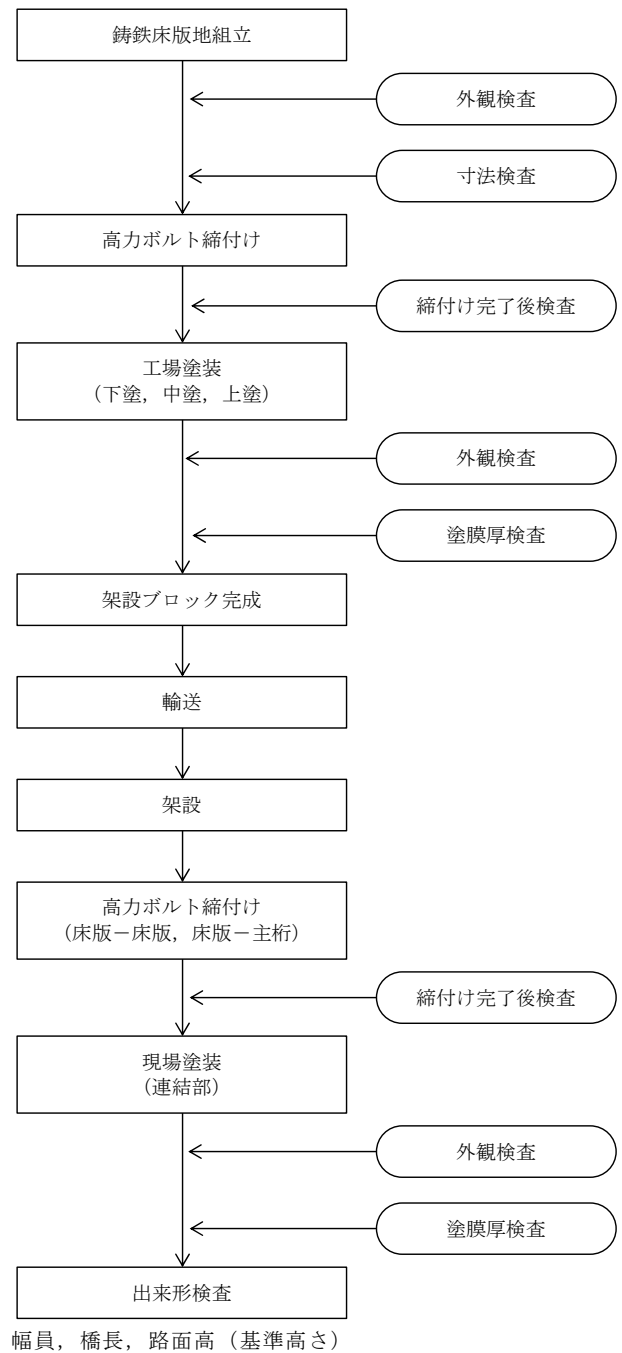 鋳鉄床版地組立
外観検査
寸法検査
高力ボルト締付け
締付け完了後検査
工場塗装
（下塗，中塗，上塗）
外観検査
塗膜厚検査
架設ブロック完成
輸送
架設
高力ボルト締付け
（床版－床版，床版－主桁）
締付け完了後検査
現場塗装
（連結部）
外観検査
塗膜厚検査
出来形検査
幅員，橋長，路面高（基準高さ）